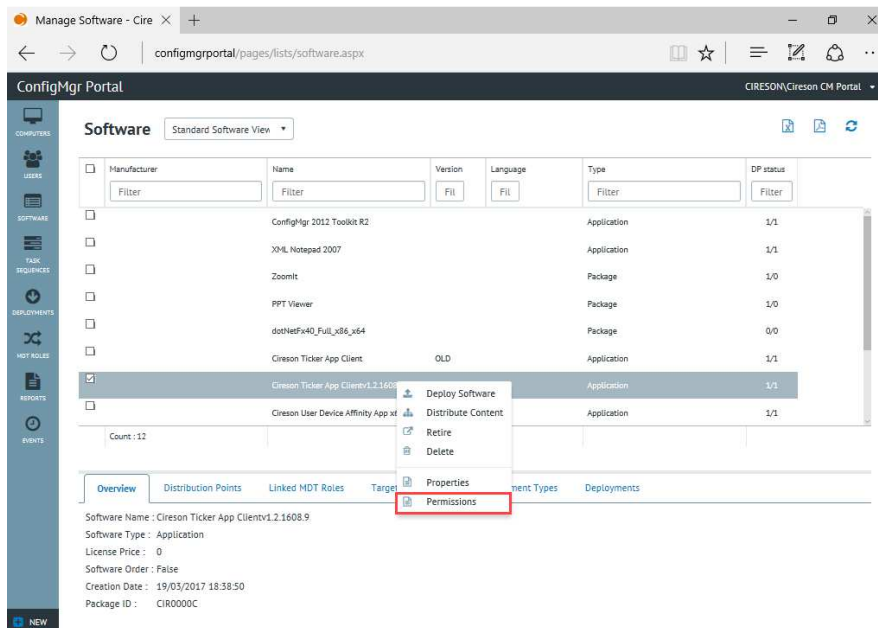 Manage Software - Cire
configmgrportal/pages/lists/software.aspx
ConfigMgr Portal
CIRESON\Cireson CM Portal
COMPUTERS
USERS
SOFTWARE
TASK SEQUENCES
DEPLOYMENTS
MDT ROLES
REPORTS
EVENTS
NEW
Software Standard Software View
Manufacturer Name Version Language Type DP status
Filter Filter Fil Fil Filter Filter
ConfigMgr 2012 Toolkit R2 Application 1/1
XML Notepad 2007 Application 1/1
ZoomIt Package 1/0
PPT Viewer Package 1/0
dotNetFx40_Full_x86_x64 Package 0/0
Cireson Ticker App Client OLD Application 1/1
Cireson Ticker App Clientv1.2.1608 Application 1/1
Cireson User Device Affinity App x6 Application 1/1
Count : 12
Deploy Software
Distribute Content
Retire
Delete
Properties
Permissions
Overview Distribution Points Linked MDT Roles Target ment Types Deployments
Software Name : Cireson Ticker App Clientv1.2.1608.9
Software Type : Application
License Price : 0
Software Order : False
Creation Date : 19/03/2017 18:38:50
Package ID : CIR0000C